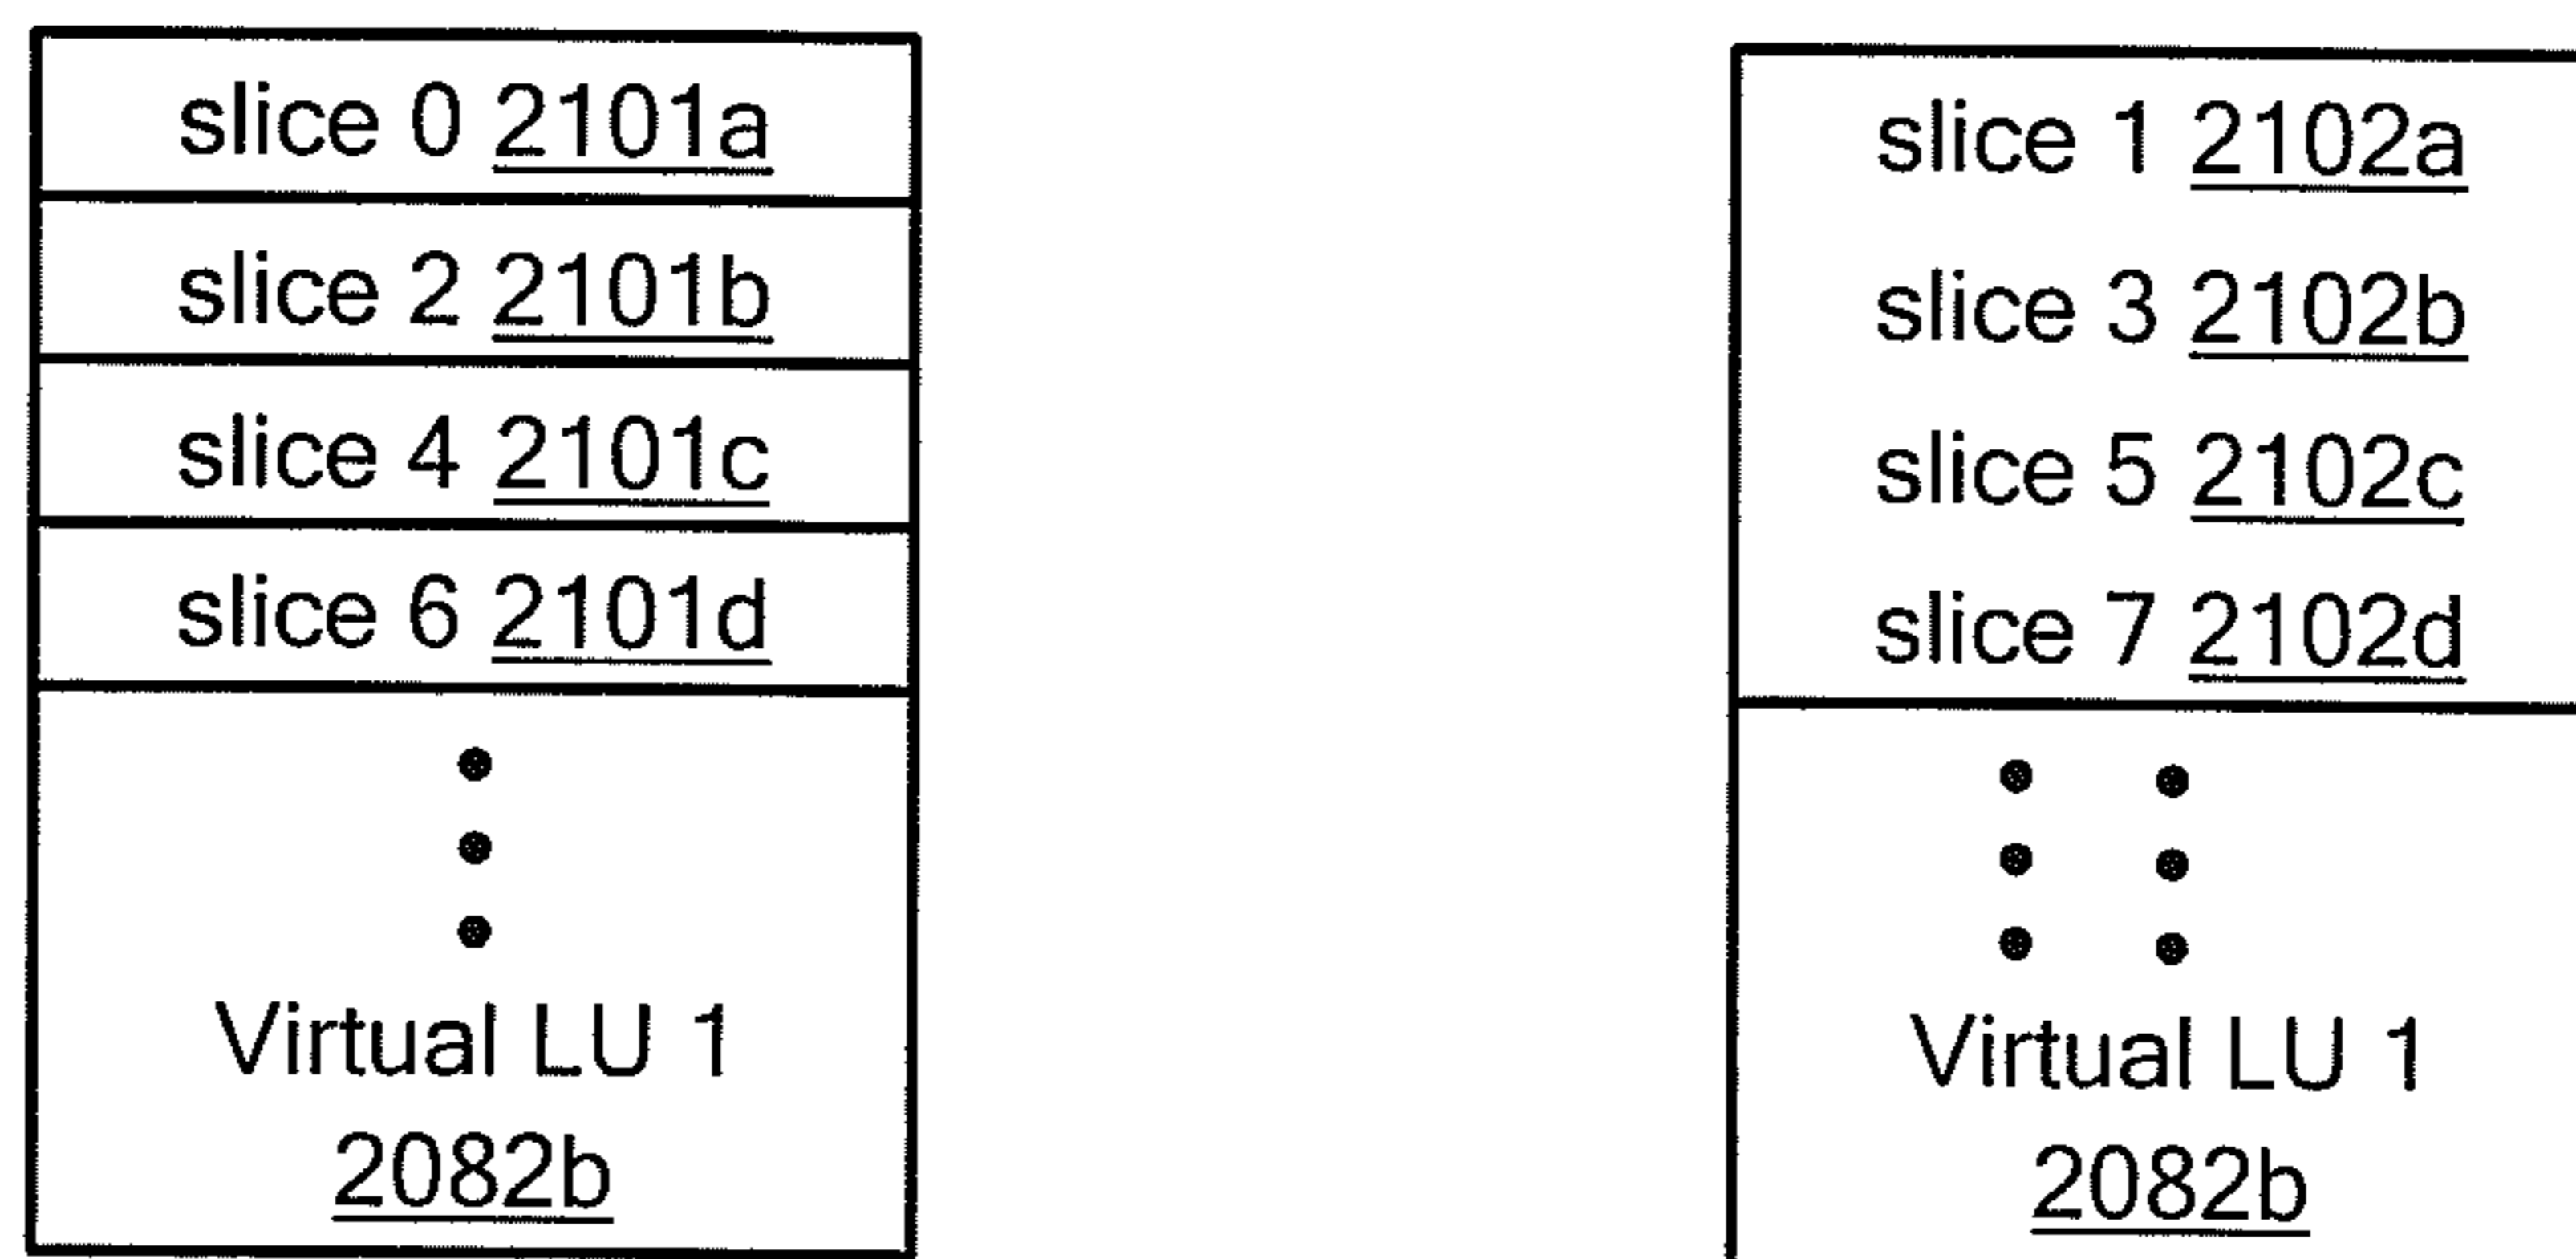 slice 0 2101a
slice 2 2101b
slice 4 2101c
slice 6 2101d
Virtual LU 1
2082b
slice 1 2102a
slice 3 2102b
slice 5 2102c
slice 7 2102d
Virtual LU 1
2082b